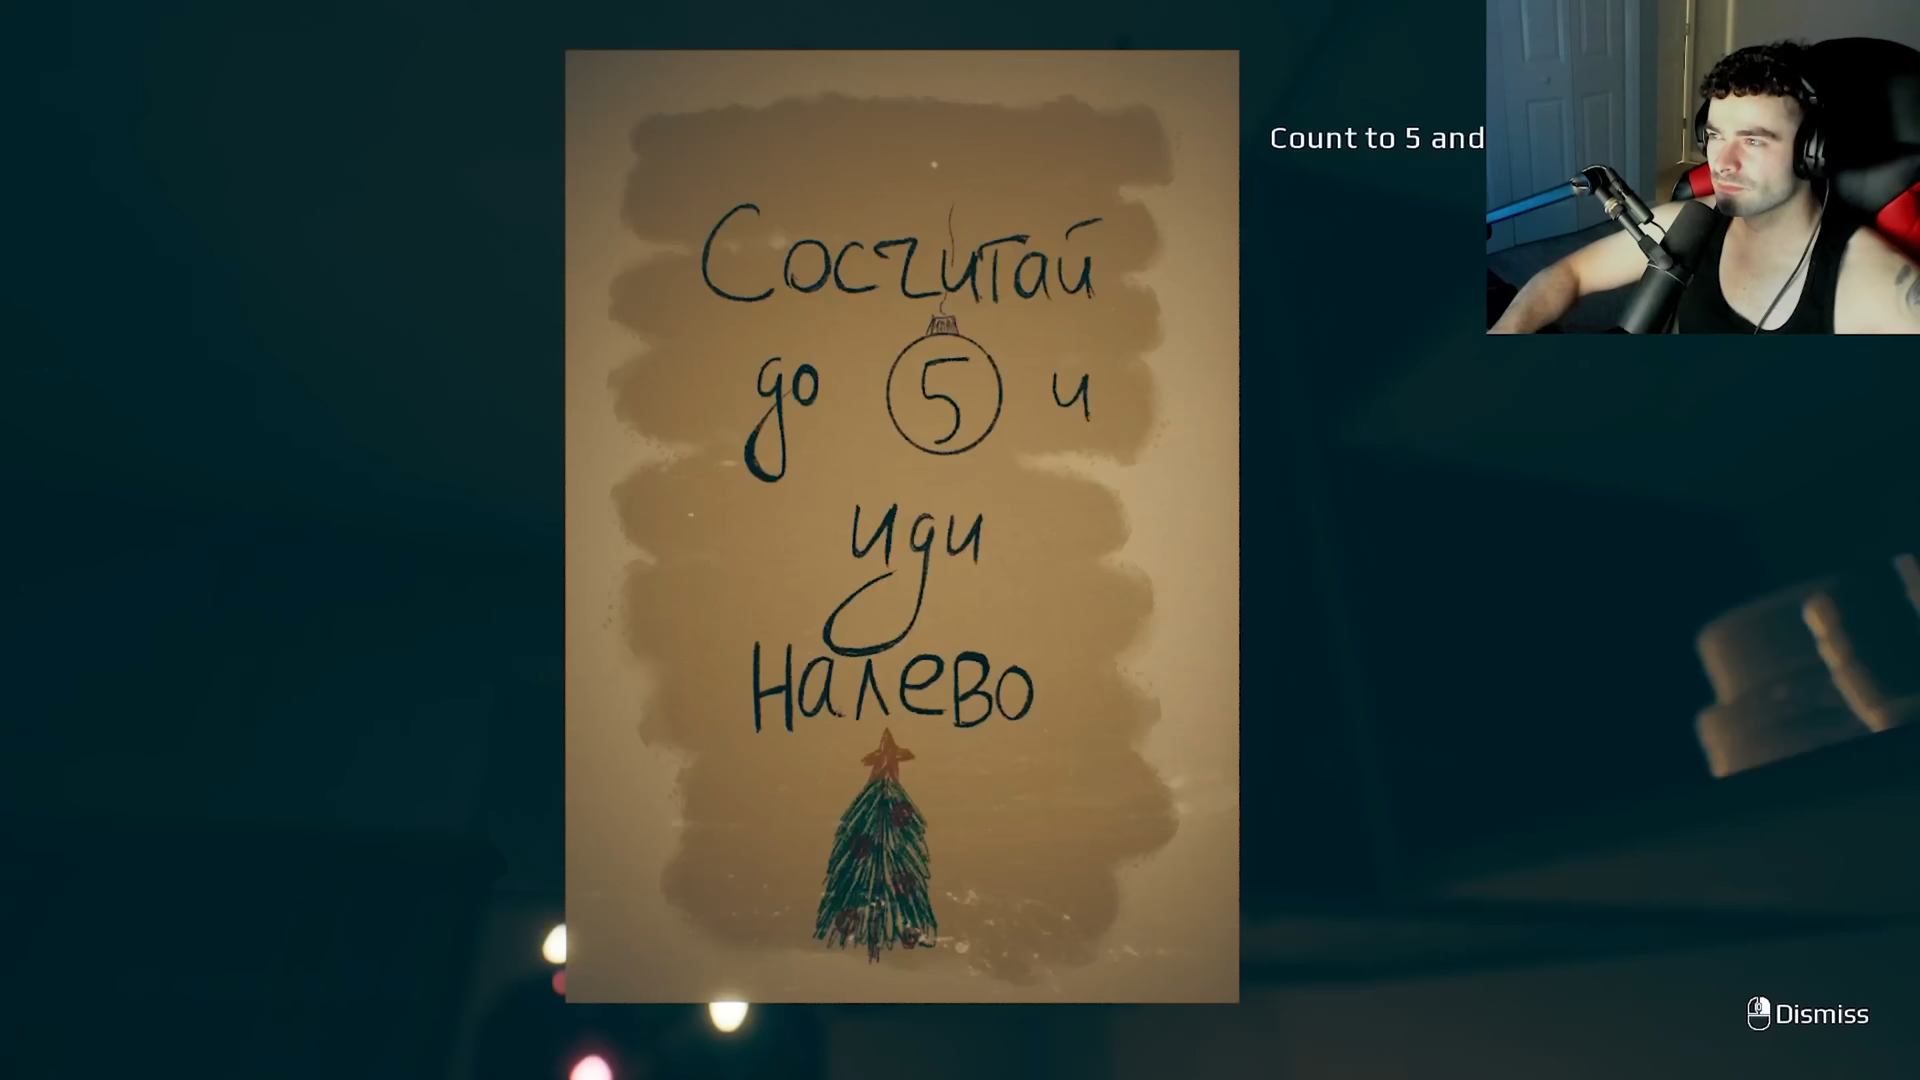 Сосчитай
до 5 и
иди
налево
Count to 5 and
Dismiss